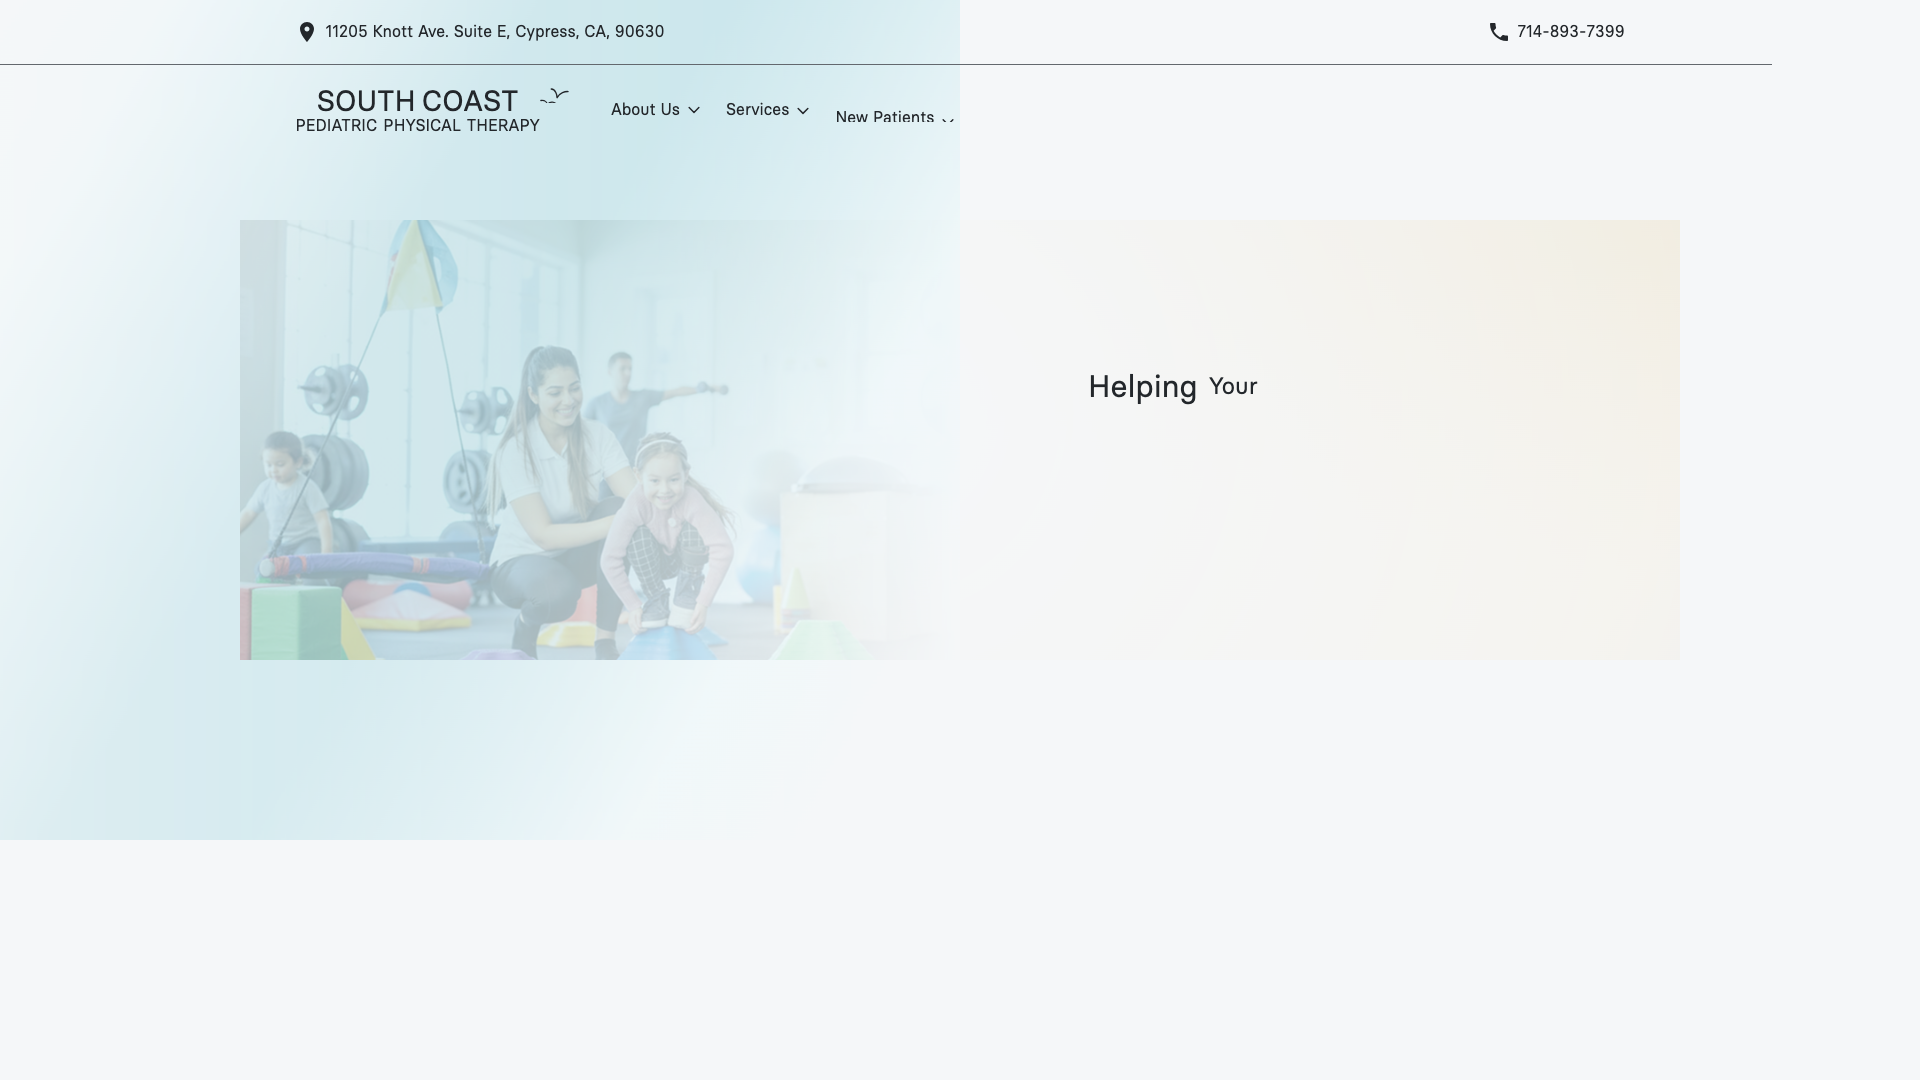 11205 Knott Ave. Suite E, Cypress, CA, 90630
714-893-7399
SOUTH COAST
PEDIATRIC PHYSICAL THERAPY
About Us
Services
New Patients
Helping Your